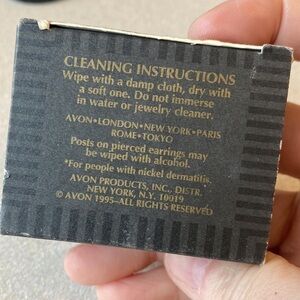 CLEANING INSTRUCTIONS
Wipe with a damp cloth, dry with
a soft one. Do not immerse
in water or jewelry cleaner.
AVON•LONDON•NEW YORK•PARIS
ROME•TOKYO
Posts on pierced earrings may
be wiped with alcohol.
*For people with nickel dermatitis.
AVON PRODUCTS, INC., DISTR.
NEW YORK, N.Y. 10019
© AVON 1995–ALL RIGHTS RESERVED